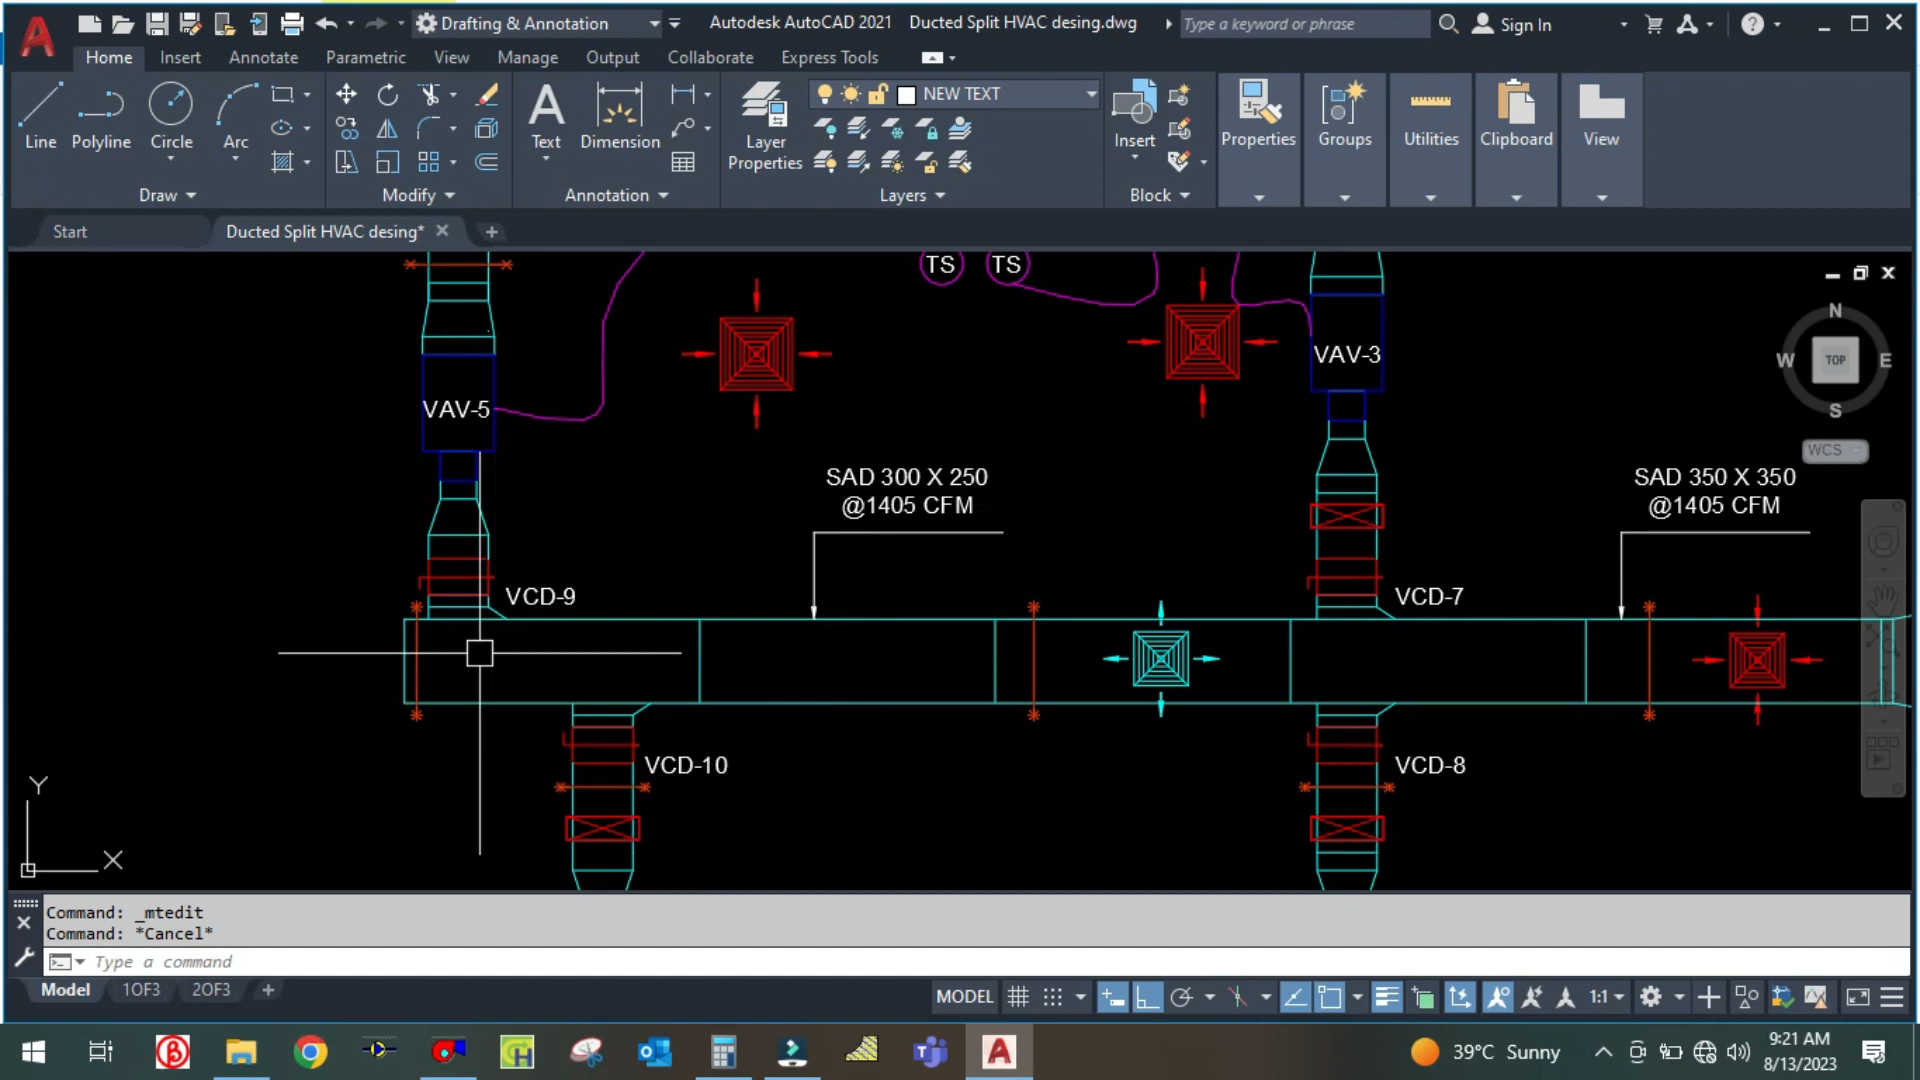 Drafting & Annotation
Autodesk AutoCAD 2021 Ducted Split HVAC desing.dwg
Type a keyword or phrase
Sign In
Home Insert Annotate Parametric View Manage Output Collaborate Express Tools
NEW TEXT
Line Polyline Circle Arc
Text Dimension
Layer
Properties
Insert
Properties Groups Utilities Clipboard View
Draw Modify Annotation Layers Block
Start
Ducted Split HVAC desing*
TS TS
N
W TOP E
S
WCS
VAV-3
VAV-5
SAD 300 X 250
@1405 CFM
SAD 350 X 350
@1405 CFM
VCD-9
VCD-7
VCD-10
VCD-8
Y
X
Command: _mtedit
Command: *Cancel*
Type a command
Model 1OF3 2OF3
MODEL
1:1
39°C Sunny
9:21 AM
8/13/2023